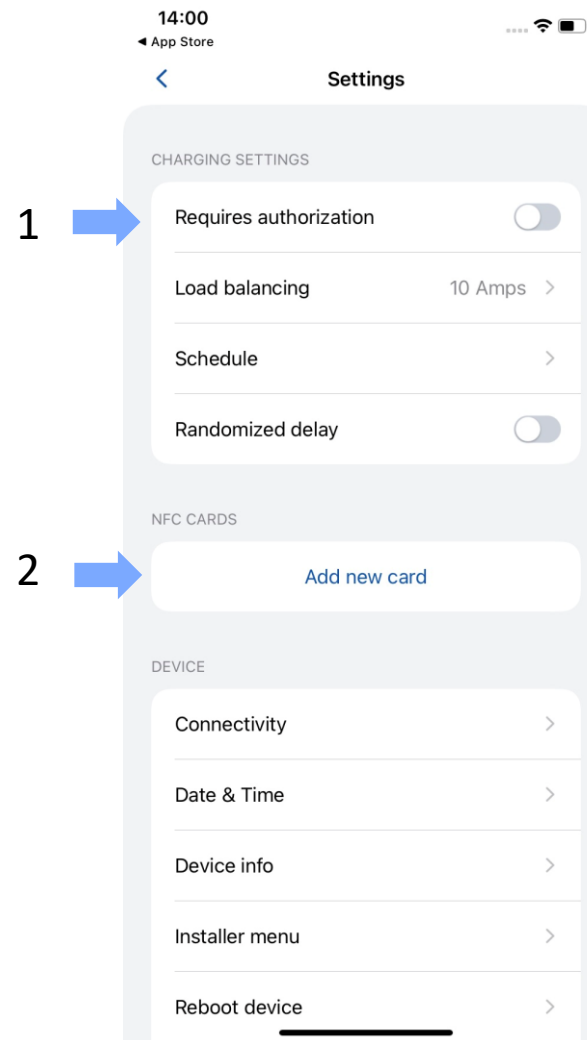 14:00
◀ App Store
Settings
CHARGING SETTINGS
1
Requires authorization
Load balancing 10 Amps
Schedule
Randomized delay
NFC CARDS
2
Add new card
DEVICE
Connectivity
Date & Time
Device info
Installer menu
Reboot device